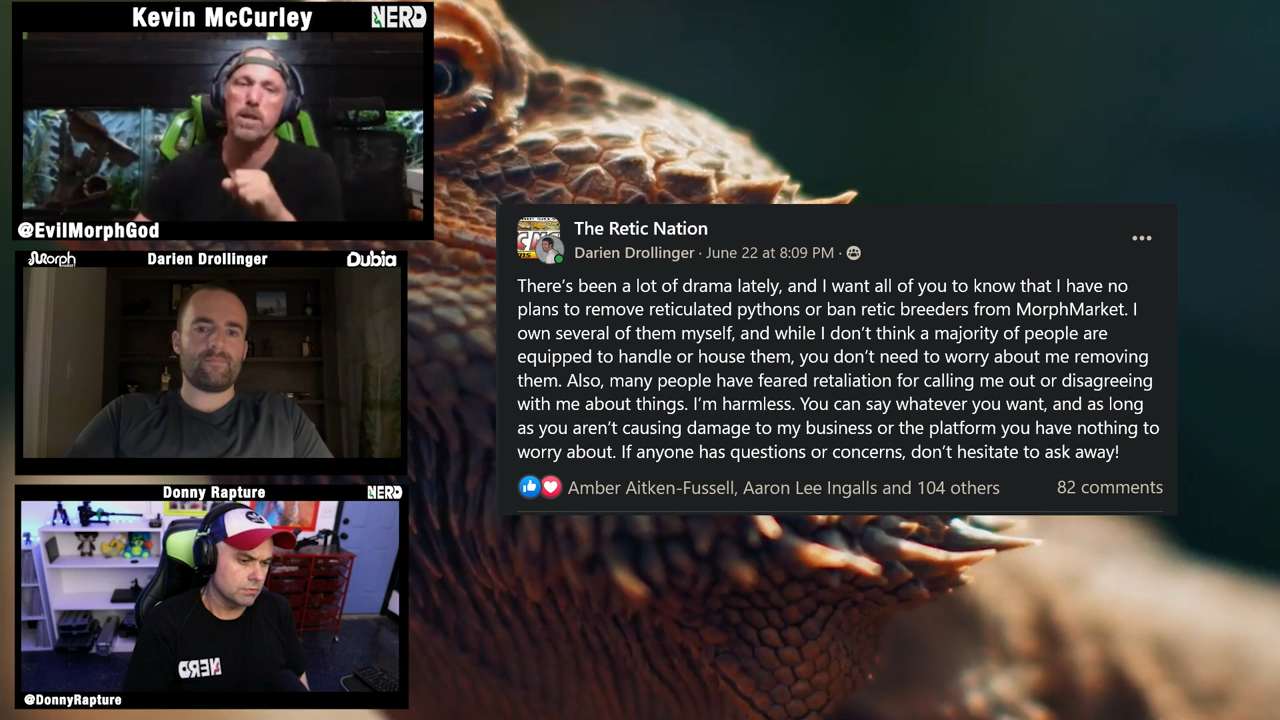 Kevin McCurley
NERD
@EvilMorphGod
Morph
Darien Drollinger
Dubia
Donny Rapture
NERD
NERD
@DonnyRapture
The Retic Nation
Darien Drollinger · June 22 at 8:09 PM ·
There's been a lot of drama lately, and I want all of you to know that I have no
plans to remove reticulated pythons or ban retic breeders from MorphMarket. I
own several of them myself, and while I don't think a majority of people are
equipped to handle or house them, you don't need to worry about me removing
them. Also, many people have feared retaliation for calling me out or disagreeing
with me about things. I'm harmless. You can say whatever you want, and as long
as you aren't causing damage to my business or the platform you have nothing to
worry about. If anyone has questions or concerns, don't hesitate to ask away!
Amber Aitken-Fussell, Aaron Lee Ingalls and 104 others
82 comments